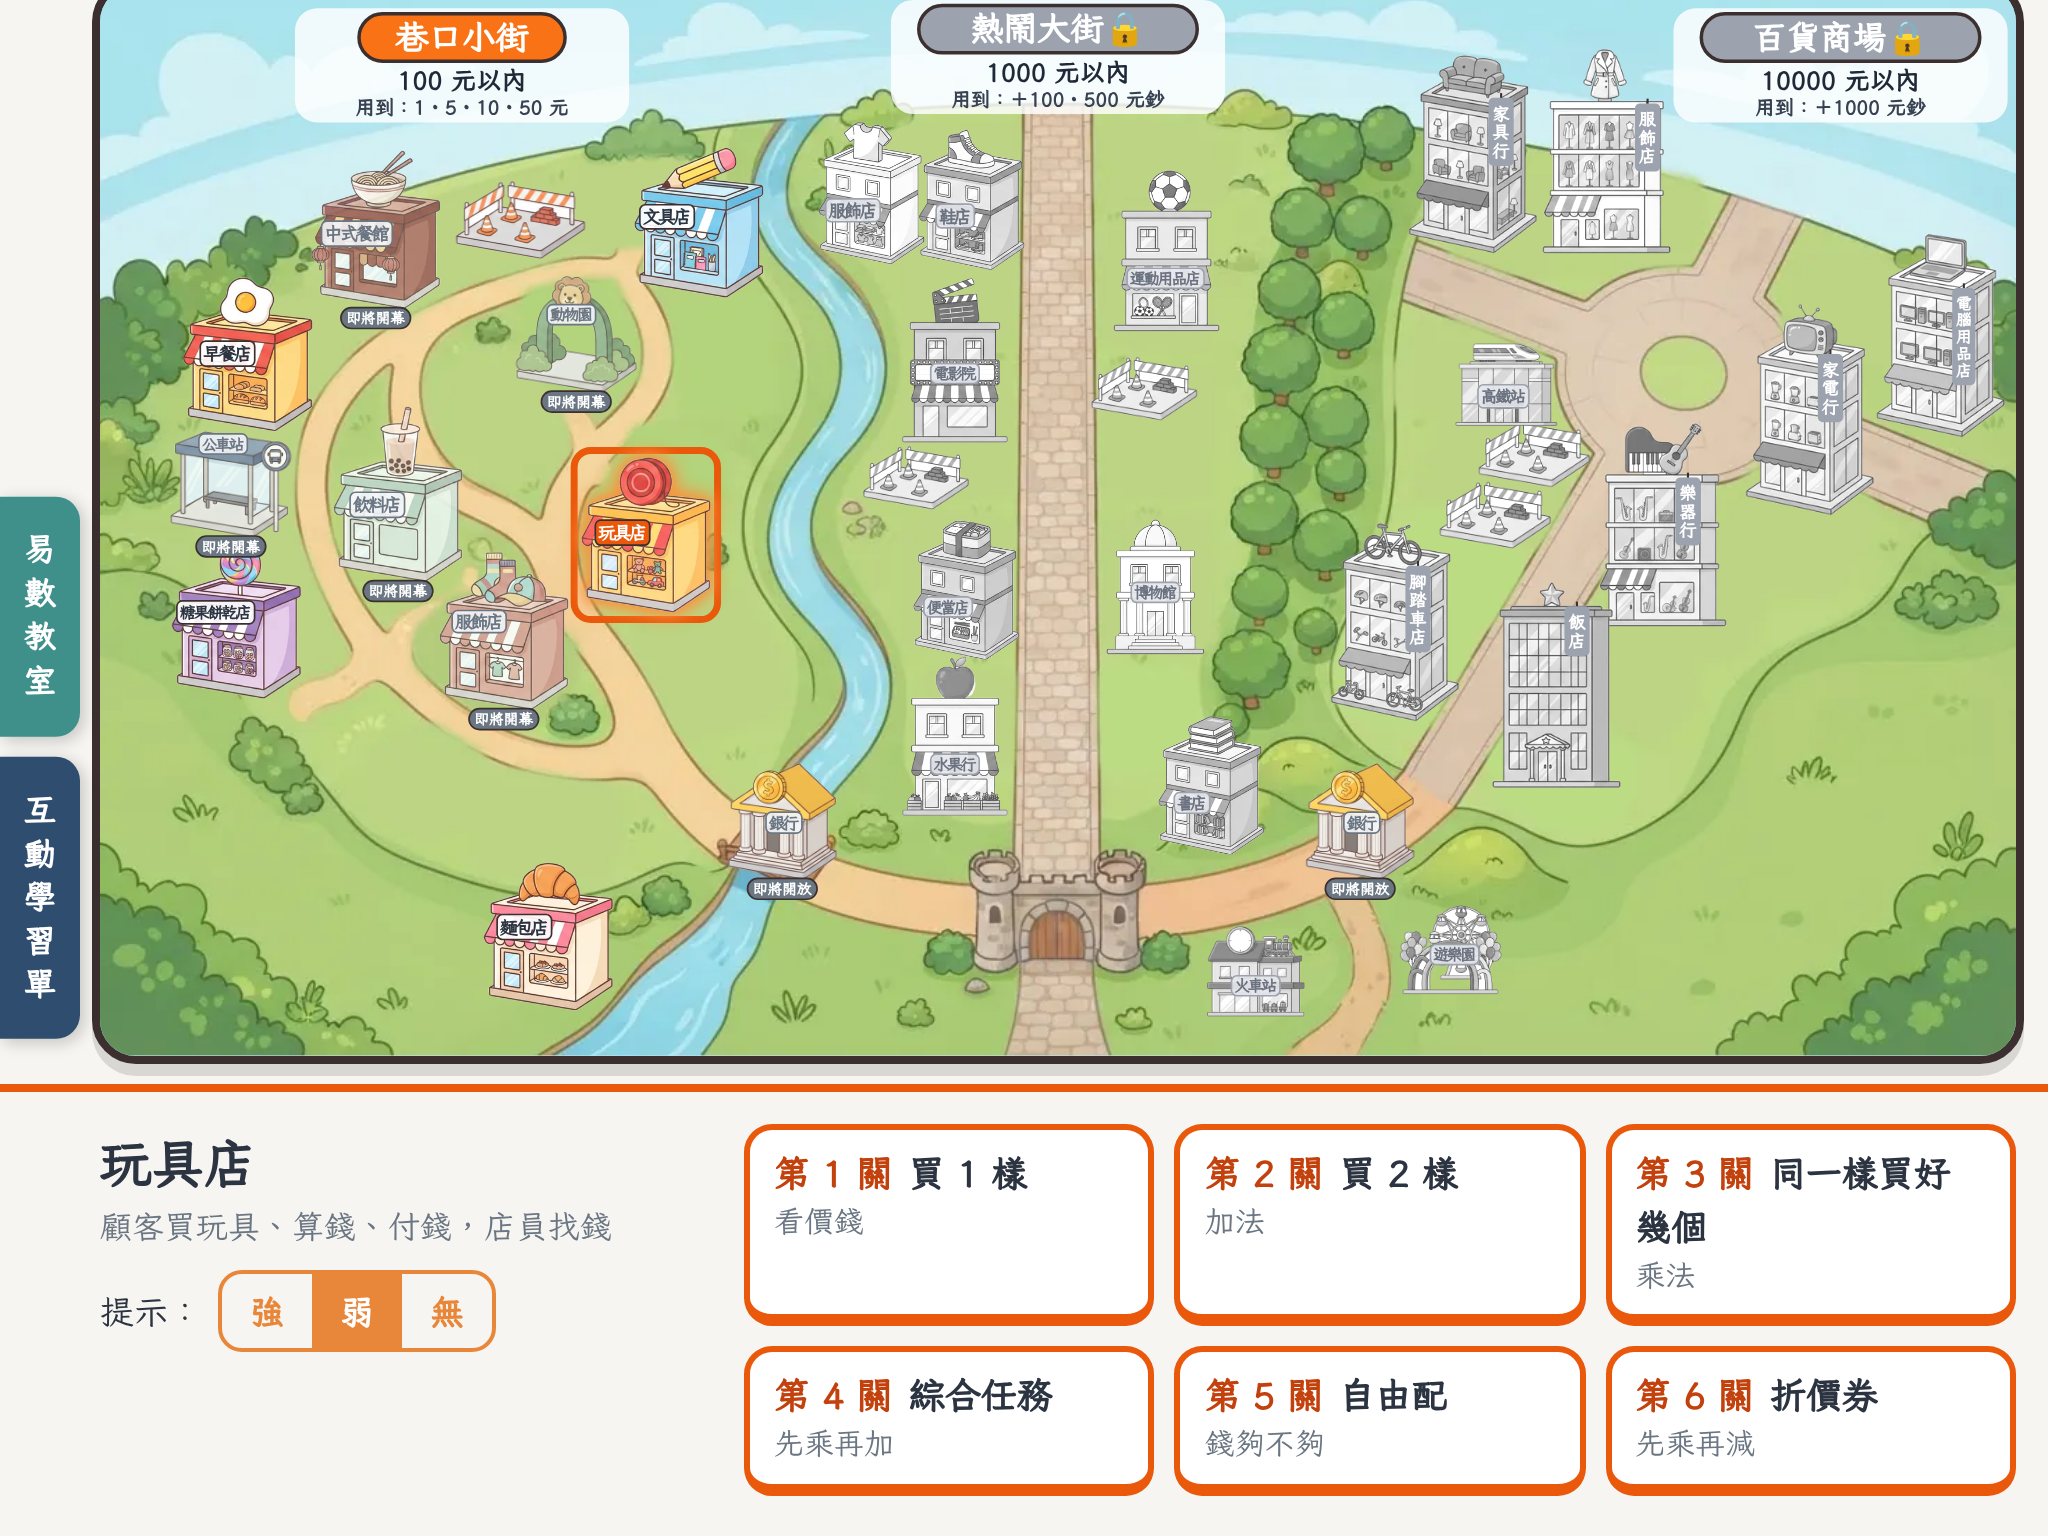 巷口小街
100 元以內
用到：1・5・10・50 元
熱鬧大街
1000 元以內
用到：＋100・500 元鈔
百貨商場
10000 元以內
用到：＋1000 元鈔
家具行
服飾店
中式餐館
即將開幕
文具店
服飾店
鞋店
運動用品店
動物園
即將開幕
早餐店
電影院
高鐵站
家電行
電腦用品店
公車站
即將開幕
飲料店
即將開幕
玩具店
樂器行
糖果餅乾店
服飾店
即將開幕
便當店
博物館
腳踏車店
飯店
水果行
書店
銀行
即將開放
銀行
即將開放
麵包店
火車站
遊樂園
易數教室
互動學習單
玩具店
顧客買玩具、算錢、付錢，店員找錢
提示：
強
弱
無
第 1 關 買 1 樣
看價錢
第 2 關 買 2 樣
加法
第 3 關 同一樣買好
幾個
乘法
第 4 關 綜合任務
先乘再加
第 5 關 自由配
錢夠不夠
第 6 關 折價券
先乘再減